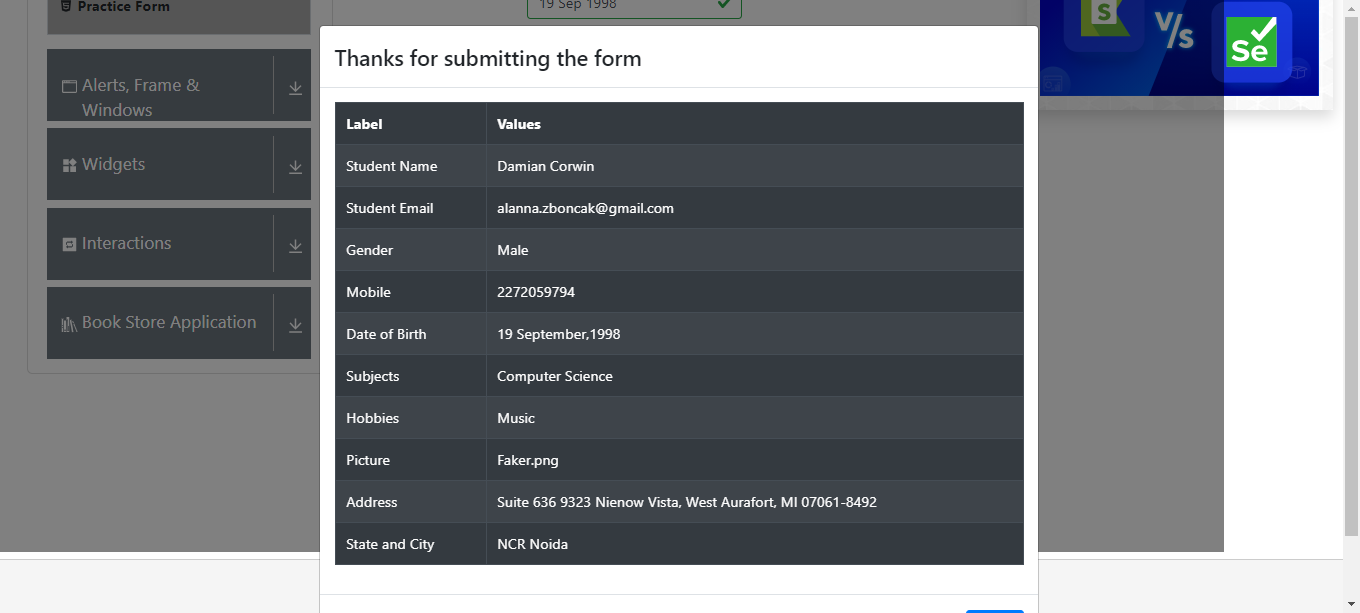 Practice Form
19 Sep 1998
S
V/s
Se
Thanks for submitting the form
Alerts, Frame &
Windows
Widgets
Interactions
Book Store Application
Label Values
Student Name Damian Corwin
Student Email alanna.zboncak@gmail.com
Gender Male
Mobile 2272059794
Date of Birth 19 September,1998
Subjects Computer Science
Hobbies Music
Picture Faker.png
Address Suite 636 9323 Nienow Vista, West Aurafort, MI 07061-8492
State and City NCR Noida